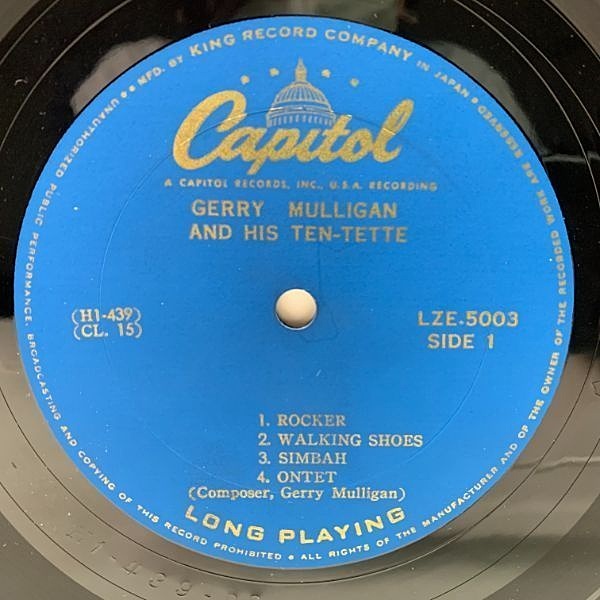 MFD. BY KING RECORD COMPANY IN JAPAN • ALL RIGHTS OF THE MANUFACTURER AND OF THE OWNER OF THE RECORDED WORK ARE RESERVED
UNAUTHORIZED PUBLIC PERFORMANCE BROADCASTING AND COPYING OF THIS RECORD PROHIBITED •
Capitol
A CAPITOL RECORDS, INC., U.S.A. RECORDING
GERRY MULLIGAN
AND HIS TEN-TETTE
(H1-439)
(CL. 15)
LZE-5003
SIDE 1
1. ROCKER
2. WALKING SHOES
3. SIMBAH
4. ONTET
(Composer, Gerry Mulligan)
LONG PLAYING